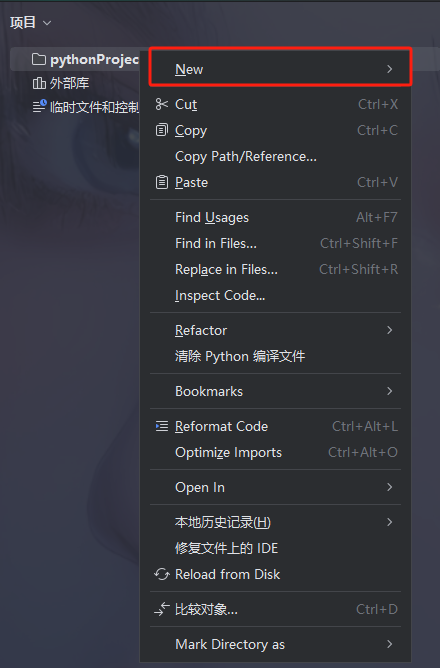 项目
pythonProjec
外部库
临时文件和控制
New
Cut Ctrl+X
Copy Ctrl+C
Copy Path/Reference...
Paste Ctrl+V
Find Usages Alt+F7
Find in Files... Ctrl+Shift+F
Replace in Files... Ctrl+Shift+R
Inspect Code...
Refactor
清除 Python 编译文件
Bookmarks
Reformat Code Ctrl+Alt+L
Optimize Imports Ctrl+Alt+O
Open In
本地历史记录(H)
修复文件上的 IDE
Reload from Disk
比较对象... Ctrl+D
Mark Directory as